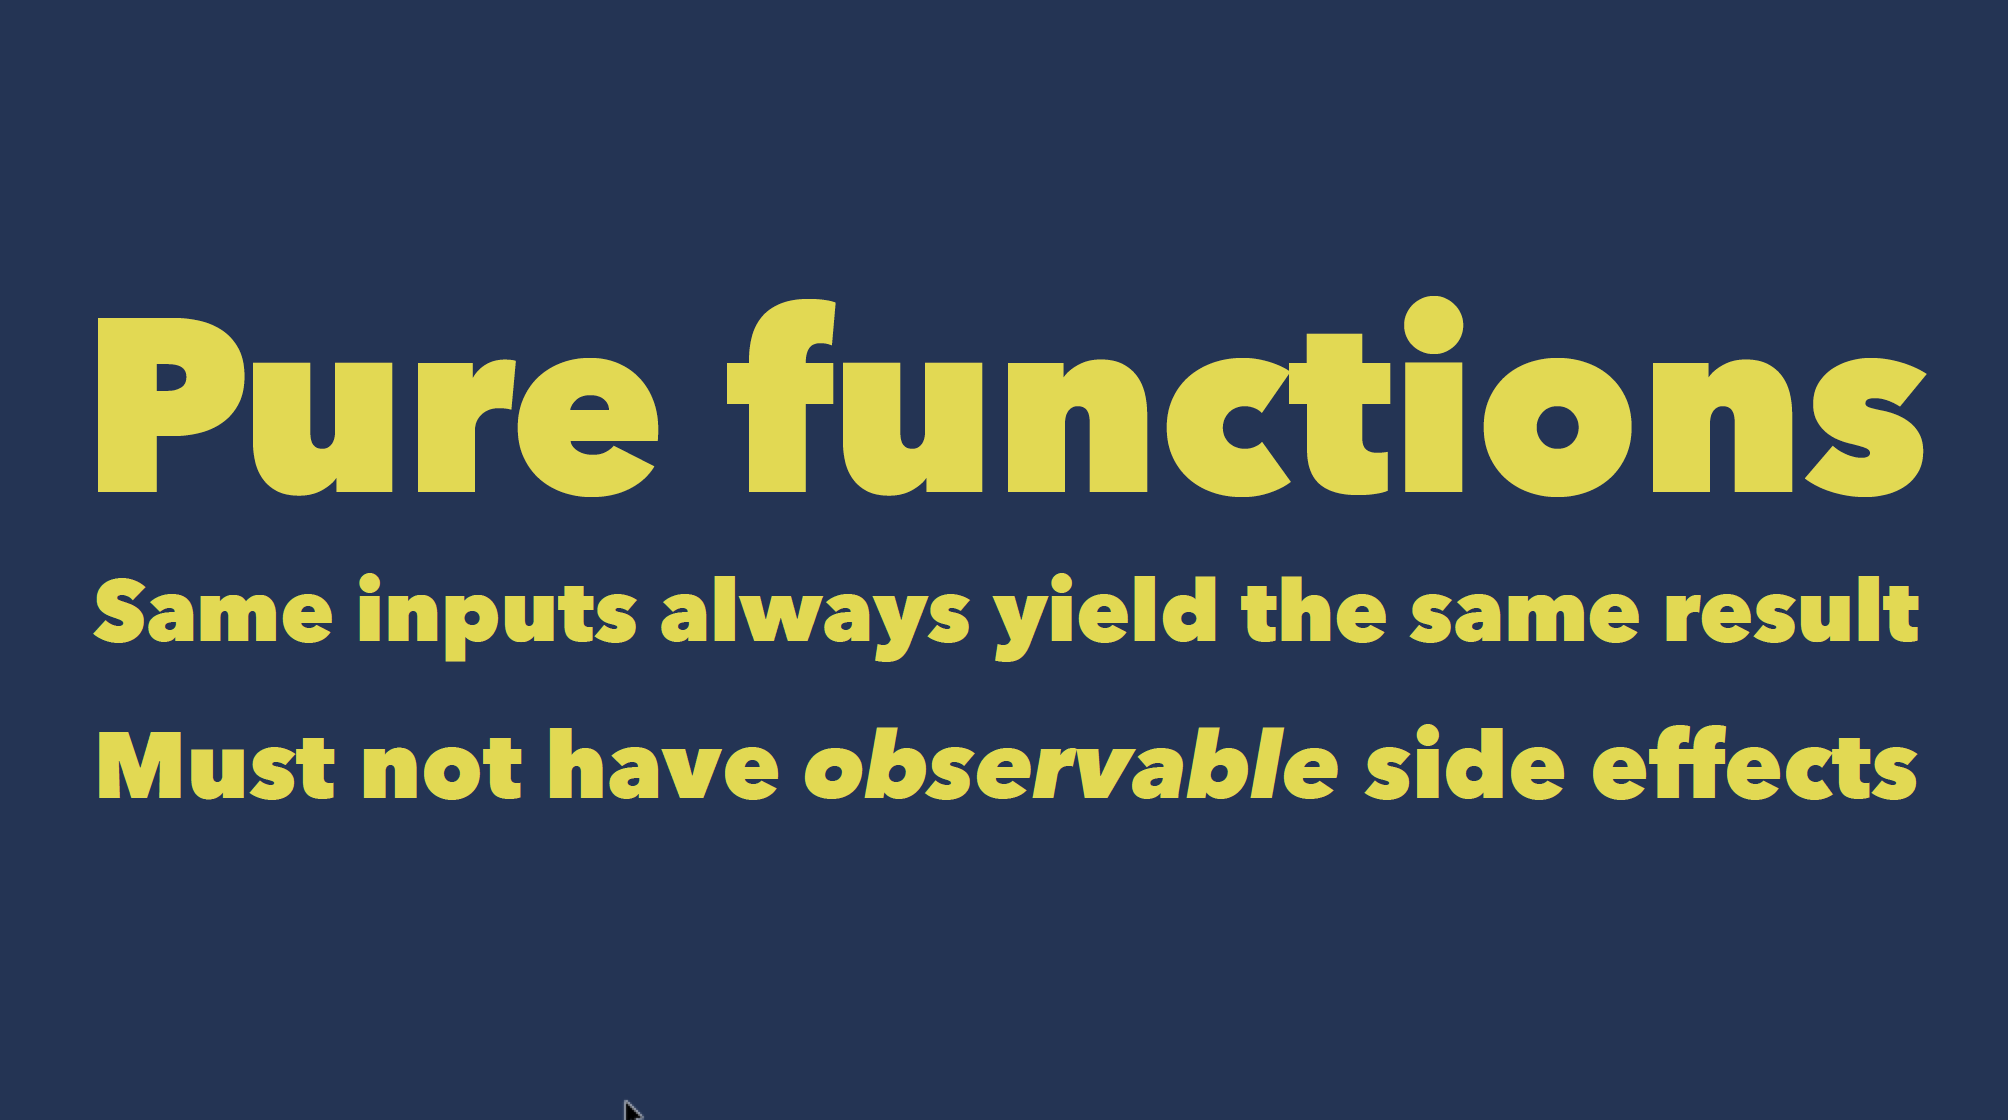 Pure functions
Same inputs always yield the same result
Must not have observable side effects